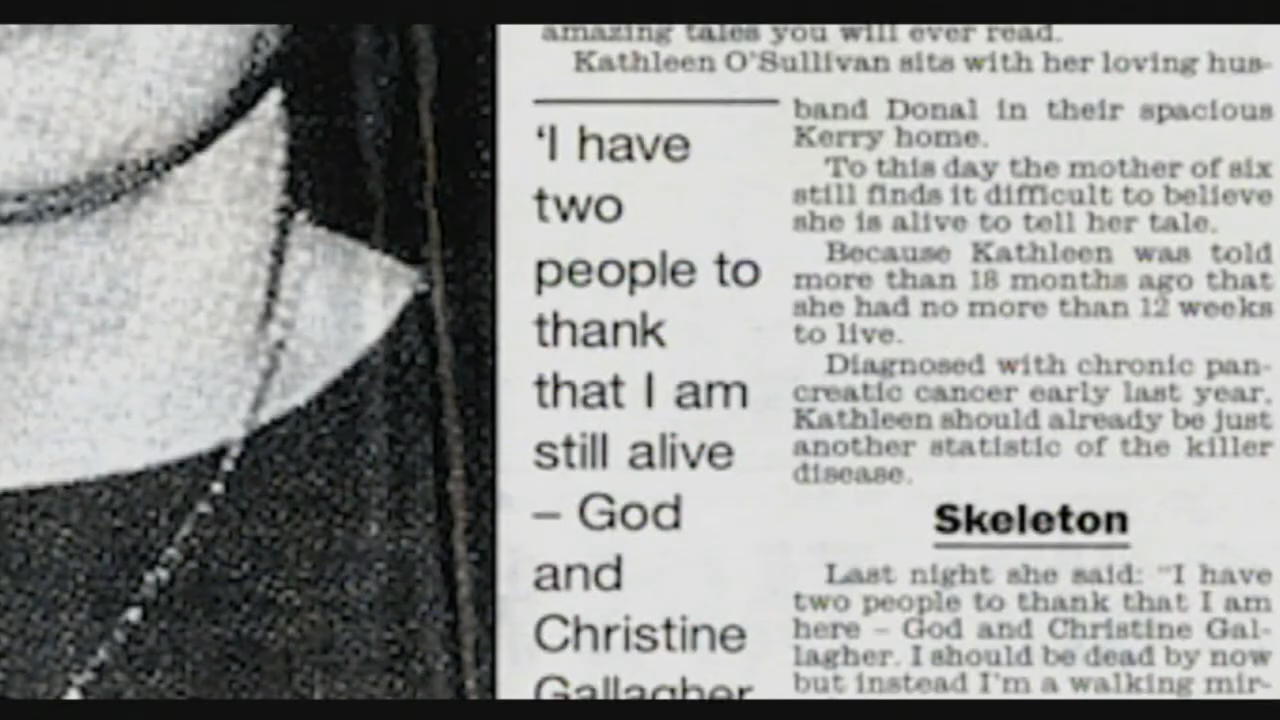 amazing tales you will ever read.
Kathleen O'Sullivan sits with her loving hus-
'I have
two
people to
thank
that I am
still alive
– God
and
Christine
Gallagher
band Donal in their spacious
Kerry home.
To this day the mother of six
still finds it difficult to believe
she is alive to tell her tale.
Because Kathleen was told
more than 18 months ago that
she had no more than 12 weeks
to live.
Diagnosed with chronic pan-
creatic cancer early last year,
Kathleen should already be just
another statistic of the killer
disease.
Skeleton
Last night she said: "I have
two people to thank that I am
here – God and Christine Gal-
lagher. I should be dead by now
but instead I'm a walking mir-